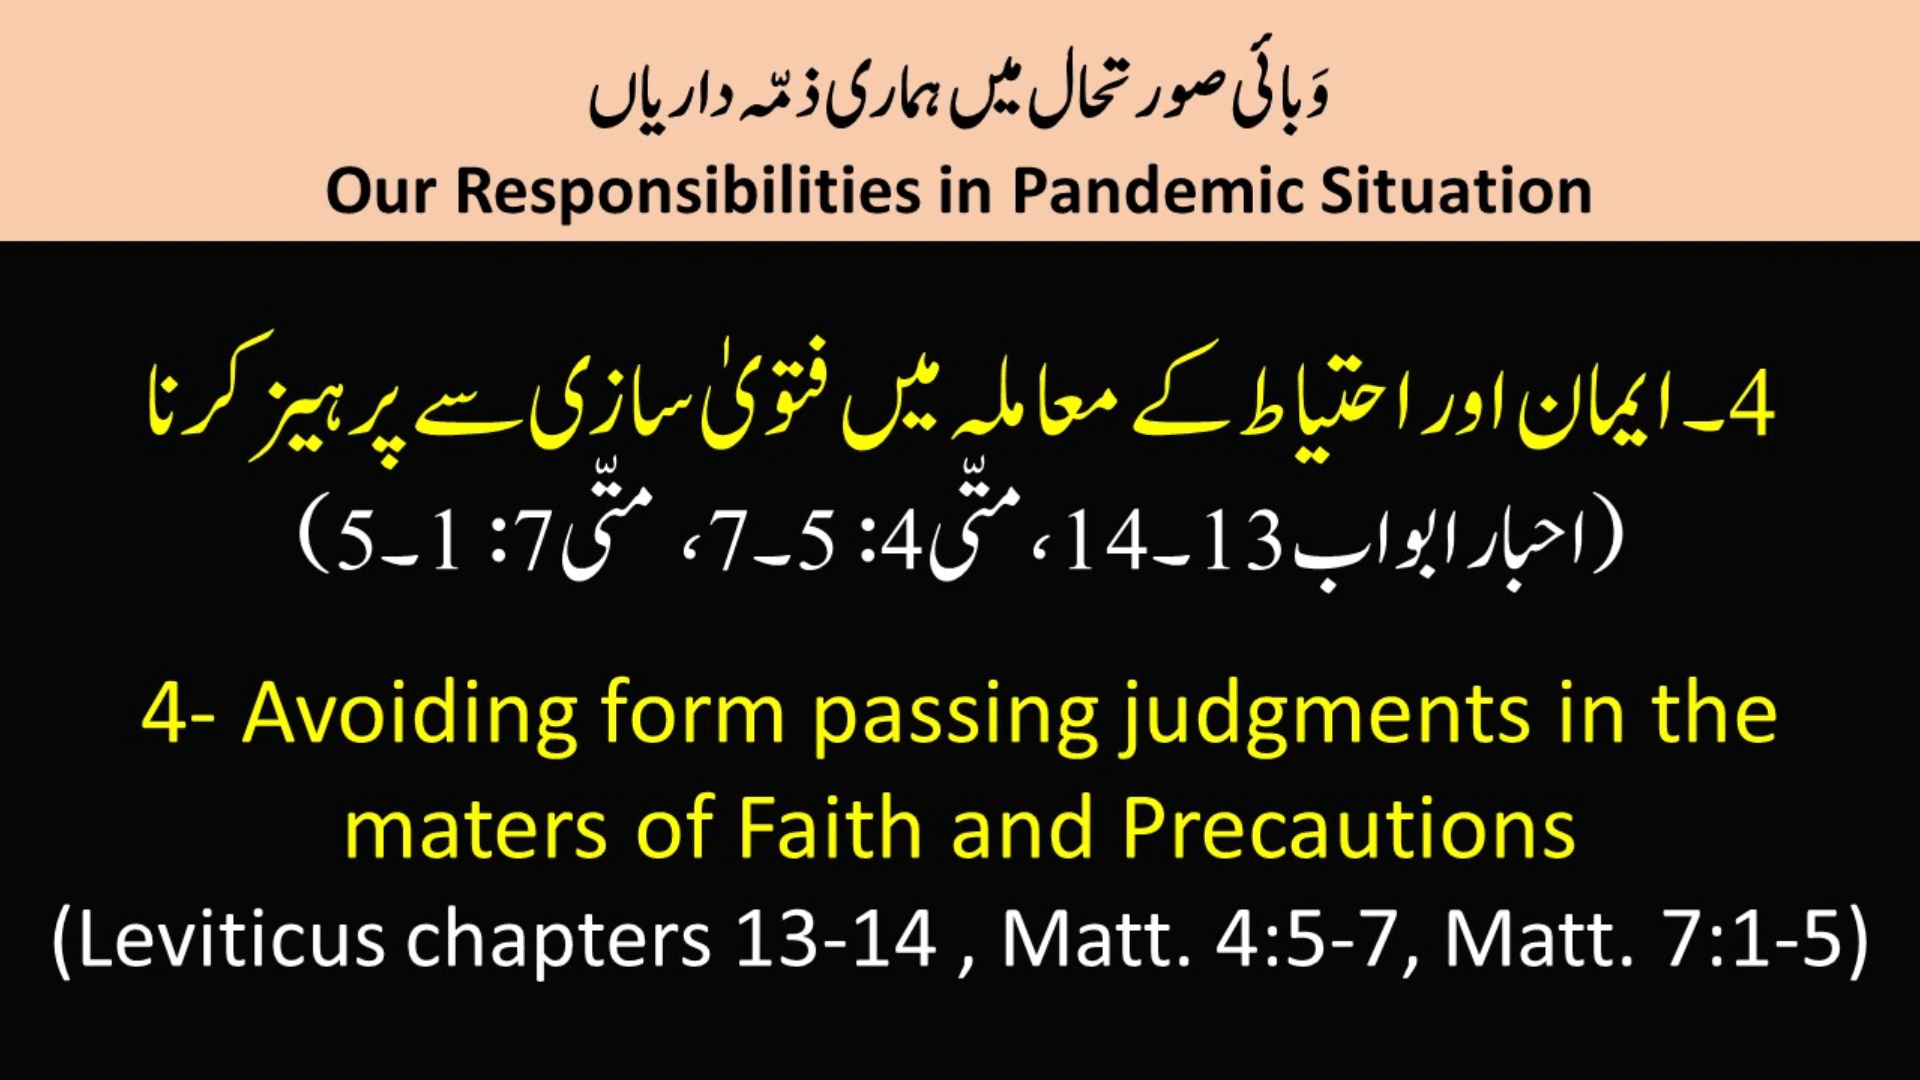 وَبائی صورتحال میں ہماری ذمّہ داریاں
Our Responsibilities in Pandemic Situation
4۔ ایمان اور احتیاط کے معاملہ میں فتویٰ سازی سے پرہیز کرنا
(احبار ابواب 13۔14، متّی 4: 5۔7، متّی 7: 1۔5)
4- Avoiding form passing judgments in the
maters of Faith and Precautions
(Leviticus chapters 13-14 , Matt. 4:5-7, Matt. 7:1-5)